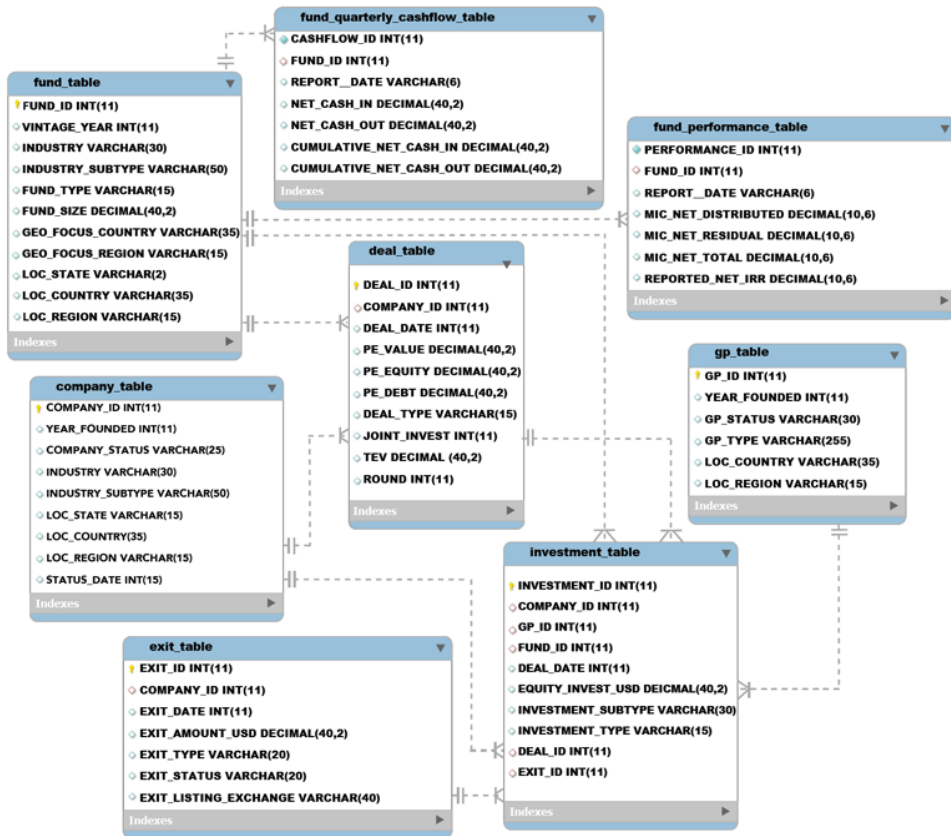 fund_quarterly_cashflow_table
CASHFLOW_ID INT(11)
FUND_ID INT(11)
REPORT__DATE VARCHAR(6)
NET_CASH_IN DECIMAL(40,2)
NET_CASH_OUT DECIMAL(40,2)
CUMULATIVE_NET_CASH_IN DECIMAL(40,2)
CUMULATIVE_NET_CASH_OUT DECIMAL(40,2)
Indexes
fund_table
FUND_ID INT(11)
VINTAGE_YEAR INT(11)
INDUSTRY VARCHAR(30)
INDUSTRY_SUBTYPE VARCHAR(50)
FUND_TYPE VARCHAR(15)
FUND_SIZE DECIMAL(40,2)
GEO_FOCUS_COUNTRY VARCHAR(35)
GEO_FOCUS_REGION VARCHAR(15)
LOC_STATE VARCHAR(2)
LOC_COUNTRY VARCHAR(35)
LOC_REGION VARCHAR(15)
Indexes
fund_performance_table
PERFORMANCE_ID INT(11)
FUND_ID INT(11)
REPORT_DATE VARCHAR(6)
MIC_NET_DISTRIBUTED DECIMAL(10,6)
MIC_NET_RESIDUAL DECIMAL(10,6)
MIC_NET_TOTAL DECIMAL(10,6)
REPORTED_NET_IRR DECIMAL(10,6)
Indexes
deal_table
DEAL_ID INT(11)
COMPANY_ID INT(11)
DEAL_DATE INT(11)
PE_VALUE DECIMAL(40,2)
PE_EQUITY DECIMAL(40,2)
PE_DEBT DECIMAL(40,2)
DEAL_TYPE VARCHAR(15)
JOINT_INVEST INT(11)
TEV DECIMAL (40,2)
ROUND INT(11)
Indexes
company_table
COMPANY_ID INT(11)
YEAR_FOUNDED INT(11)
COMPANY_STATUS VARCHAR(25)
INDUSTRY VARCHAR(30)
INDUSTRY_SUBTYPE VARCHAR(50)
LOC_STATE VARCHAR(15)
LOC_COUNTRY(35)
LOC_REGION VARCHAR(15)
STATUS_DATE INT(15)
Indexes
gp_table
GP_ID INT(11)
YEAR_FOUNDED INT(11)
GP_STATUS VARCHAR(30)
GP_TYPE VARCHAR(255)
LOC_COUNTRY VARCHAR(35)
LOC_REGION VARCHAR(15)
Indexes
investment_table
INVESTMENT_ID INT(11)
COMPANY_ID INT(11)
GP_ID INT(11)
FUND_ID INT(11)
DEAL_DATE INT(11)
EQUITY_INVEST_USD DEICMAL(40,2)
INVESTMENT_SUBTYPE VARCHAR(30)
INVESTMENT_TYPE VARCHAR(15)
DEAL_ID INT(11)
EXIT_ID INT(11)
Indexes
exit_table
EXIT_ID INT(11)
COMPANY_ID INT(11)
EXIT_DATE INT(11)
EXIT_AMOUNT_USD DECIMAL(40,2)
EXIT_TYPE VARCHAR(20)
EXIT_STATUS VARCHAR(20)
EXIT_LISTING_EXCHANGE VARCHAR(40)
Indexes